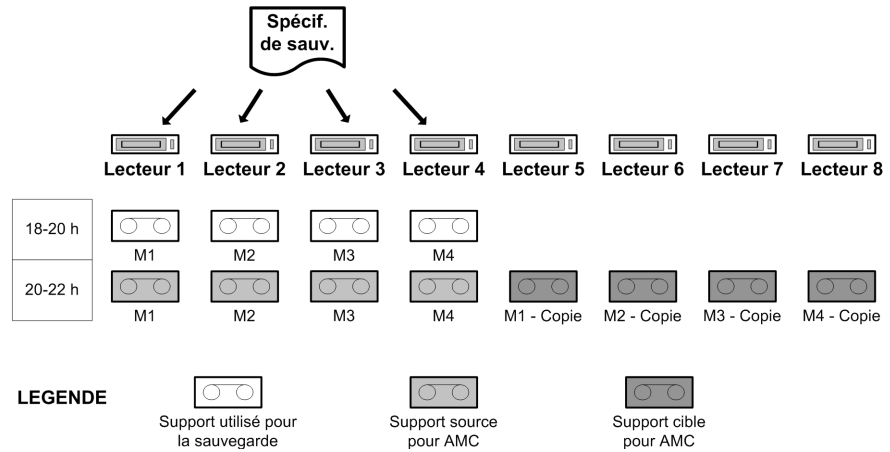 Spécif.
de sauv.
Lecteur 1 Lecteur 2 Lecteur 3 Lecteur 4 Lecteur 5 Lecteur 6 Lecteur 7 Lecteur 8
18-20 h
M1 M2 M3 M4
20-22 h
M1 M2 M3 M4 M1 - Copie M2 - Copie M3 - Copie M4 - Copie
LEGENDE
Support utilisé pour
la sauvegarde
Support source
pour AMC
Support cible
pour AMC